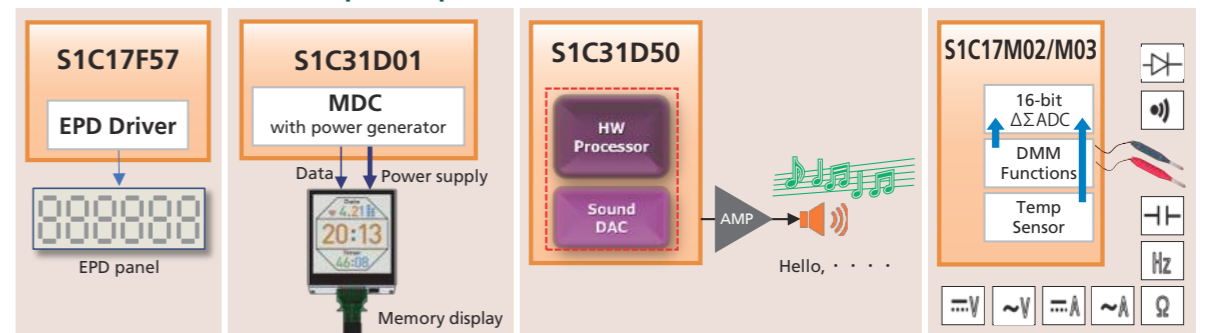 S1C17F57
EPD Driver
EPD panel
S1C31D01
MDC
with power generator
Data
Power supply
4.21
20:13
46:08
Memory display
S1C31D50
HW
Processor
Sound
DAC
AMP
Hello, ・ ・ ・ ・
S1C17M02/M03
16-bit
ΔΣADC
DMM
Functions
Temp
Sensor
Hz
V
~V
A
~A
Ω